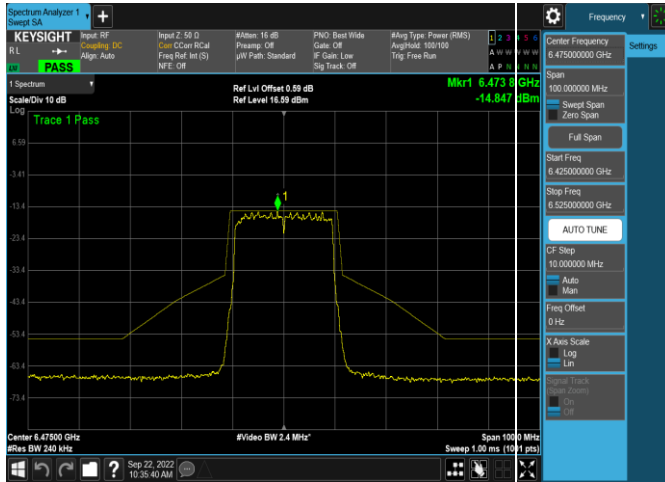 Spectrum Analyzer 1
Swept SA
Frequency
KEYSIGHT
Input: RF
Input Z: 50 Ω
#Atten: 16 dB
PNO: Best Wide
#Avg Type: Power (RMS)
1 2 3 4 5 6
RL
Coupling: DC
Corr CCorr RCal
Preamp: Off
Gate: Off
Avg|Hold: 100/100
A W W W W W
Align: Auto
Freq Ref: Int (S)
µW Path: Standard
IF Gain: Low
Trig: Free Run
PASS
NFE: Off
Sig Track: Off
A P N N N N
1 Spectrum
Ref Lvl Offset 0.59 dB
Mkr1 6.473 8 GHz
Scale/Div 10 dB
Ref Level 16.59 dBm
-14.847 dBm
Log
Trace 1 Pass
6.59
-3.41
-13.4
-23.4
-33.4
-43.4
-53.4
-63.4
-73.4
1
Center 6.47500 GHz
#Video BW 2.4 MHz*
Span 100.0 MHz
#Res BW 240 kHz
Sweep 1.00 ms (1001 pts)
Sep 22, 2022
10:35:40 AM
Center Frequency
6.475000000 GHz
Settings
Span
100.000000 MHz
Swept Span
Zero Span
Full Span
Start Freq
6.425000000 GHz
Stop Freq
6.525000000 GHz
AUTO TUNE
CF Step
10.000000 MHz
Auto
Man
Freq Offset
0 Hz
X Axis Scale
Log
Lin
Signal Track
(Span Zoom)
On
Off